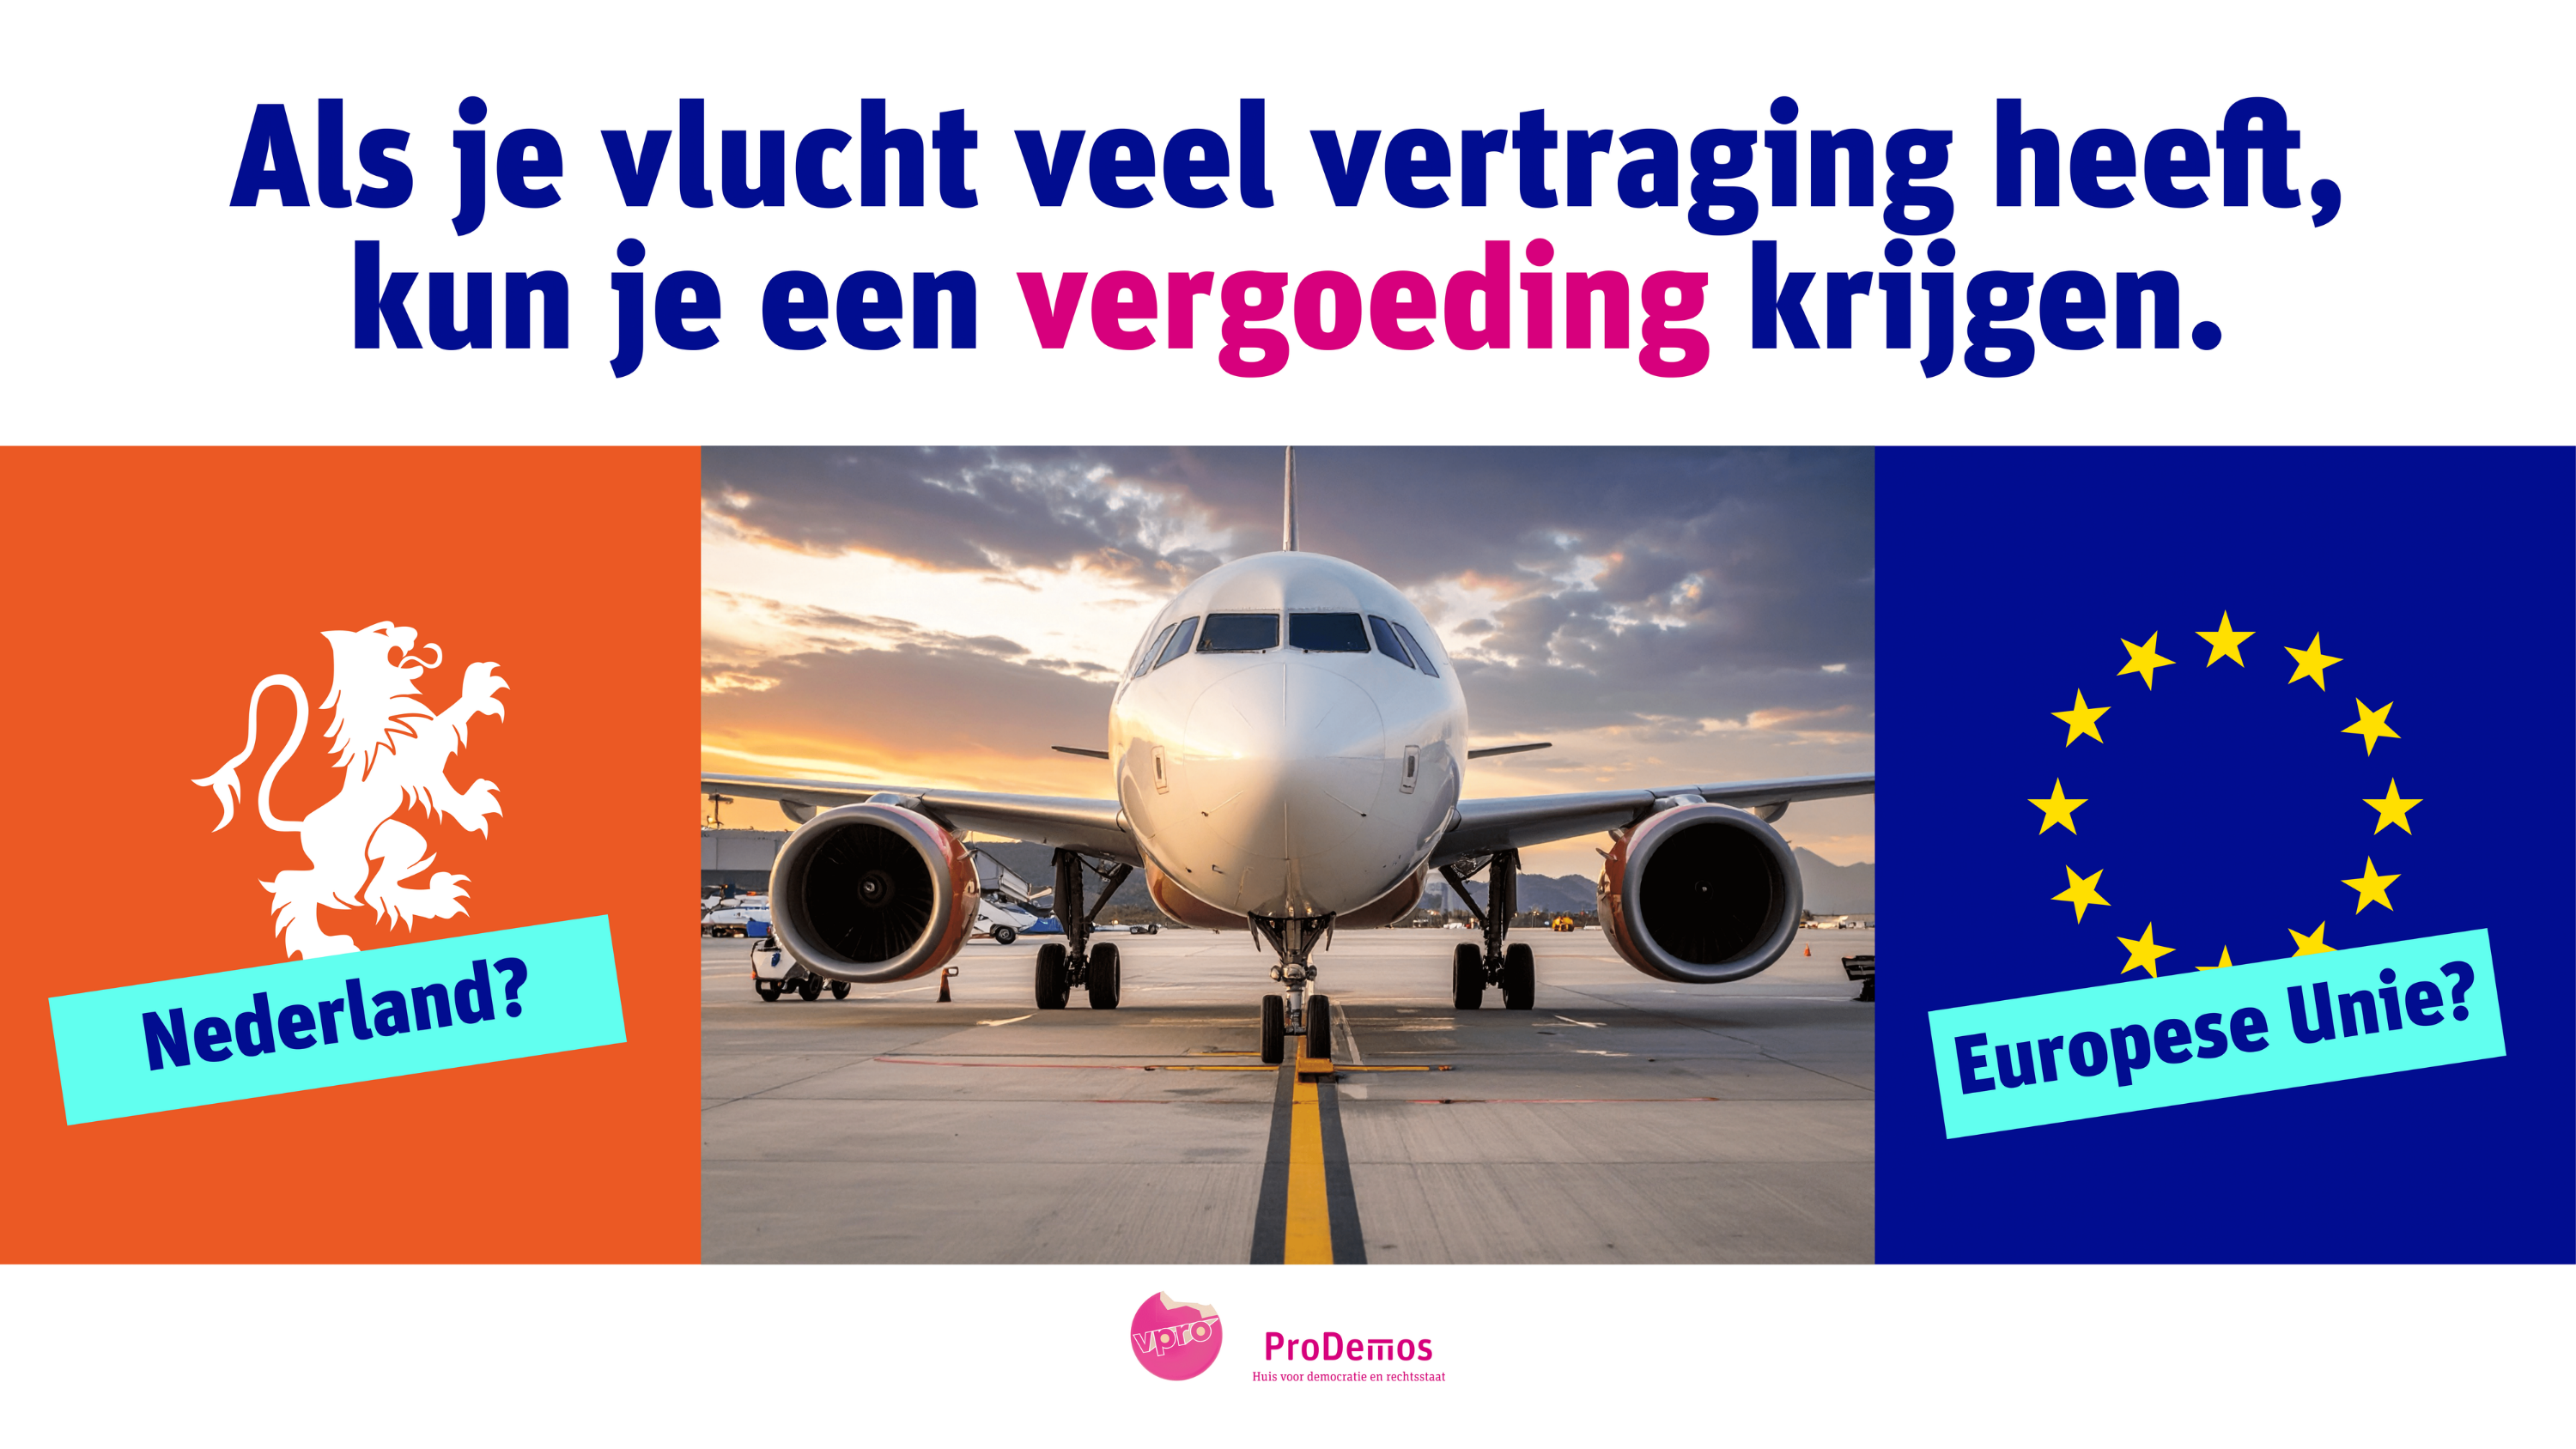 Als je vlucht veel vertraging heeft,
kun je een vergoeding krijgen.
Nederland?
Europese Unie?
vpro
ProDemos
Huis voor democratie en rechtsstaat